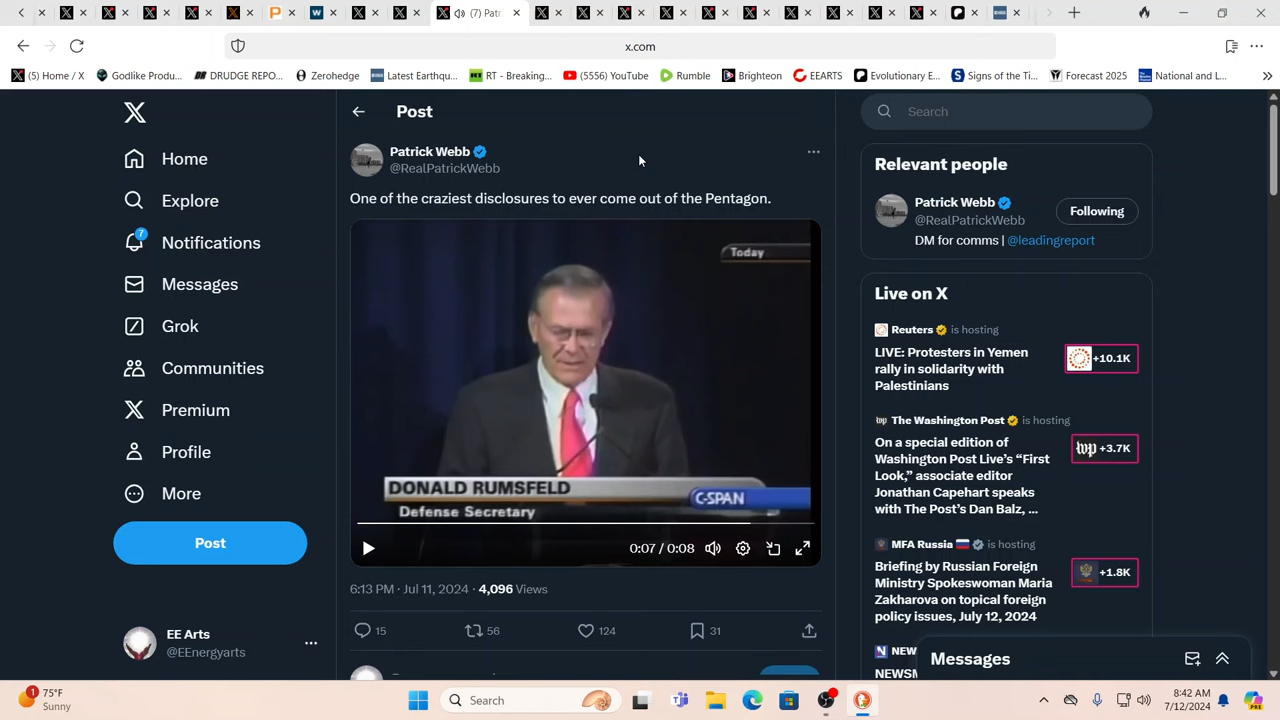 (7) Patr
x.com
(5) Home / X
Godlike Produ...
DRUDGE REPO...
Zerohedge
Latest Earthqu...
RT - Breaking...
(5556) YouTube
Rumble
Brighteon
EEARTS
Evolutionary E...
Signs of the Ti...
Forecast 2025
National and L...
Home
Explore
7
Notifications
Messages
Grok
Communities
Premium
Profile
More
Post
EE Arts
@EEnergyarts
Post
Patrick Webb
@RealPatrickWebb
One of the craziest disclosures to ever come out of the Pentagon.
Today
DONALD RUMSFELD
C-SPAN
Defense Secretary
0:07 / 0:08
6:13 PM · Jul 11, 2024 · 4,096 Views
15
56
124
31
Search
Relevant people
Patrick Webb
@RealPatrickWebb
Following
DM for comms | @leadingreport
Live on X
Reuters is hosting
LIVE: Protesters in Yemen
rally in solidarity with
Palestinians
+10.1K
The Washington Post is hosting
On a special edition of
Washington Post Live's "First
Look," associate editor
Jonathan Capehart speaks
with The Post's Dan Balz, ...
wp +3.7K
MFA Russia is hosting
Briefing by Russian Foreign
Ministry Spokeswoman Maria
Zakharova on topical foreign
policy issues, July 12, 2024
+1.8K
Messages
1
75°F
Sunny
Search
8:42 AM
7/12/2024
PRE